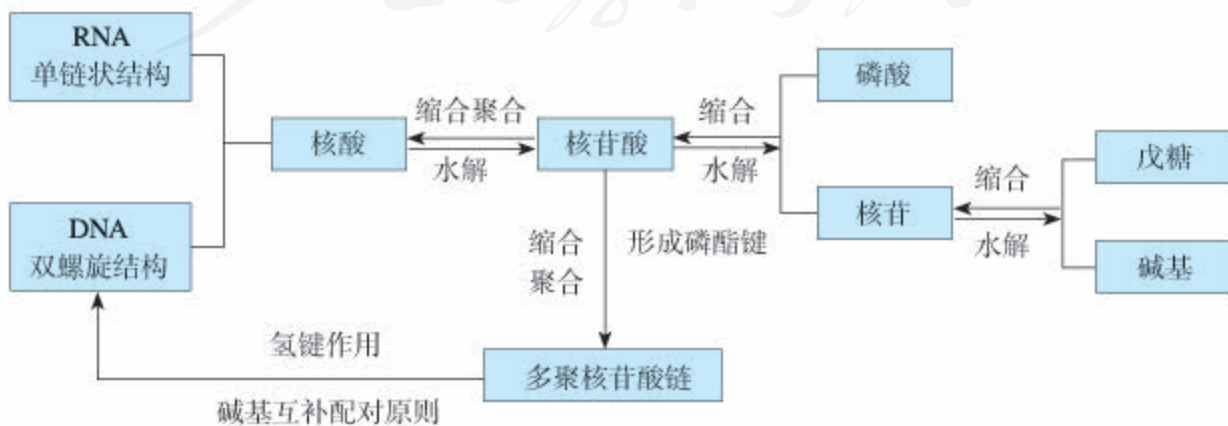 RNA
单链状结构
DNA
双螺旋结构
核酸
缩合聚合
水解
核苷酸
缩合
水解
磷酸
核苷
缩合
水解
戊糖
碱基
缩合
聚合
形成磷酯键
多聚核苷酸链
氢键作用
碱基互补配对原则